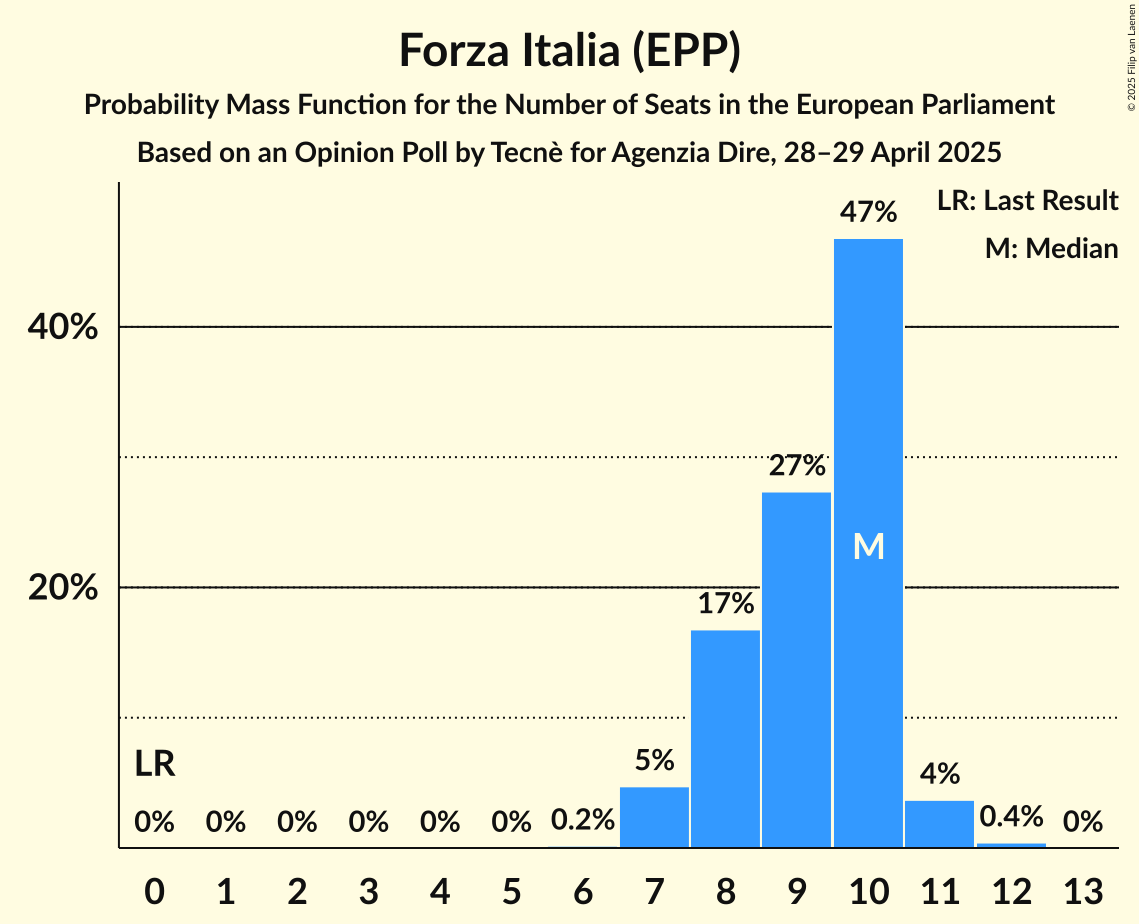 Forza Italia (EPP)
Probability Mass Function for the Number of Seats in the European Parliament
Based on an Opinion Poll by Tecnè for Agenzia Dire, 28–29 April 2025
© 2025 Filip van Laenen
LR: Last Result
M: Median
47%
40%
27%
M
20%
17%
LR
5%
4%
0% 0% 0% 0% 0% 0% 0.2% 0.4% 0%
0 1 2 3 4 5 6 7 8 9 10 11 12 13